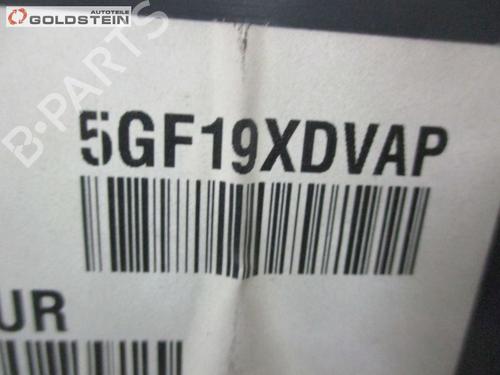 Autoteile
GOLDSTEIN
B-PARTS
5GF19XDVAP
UR